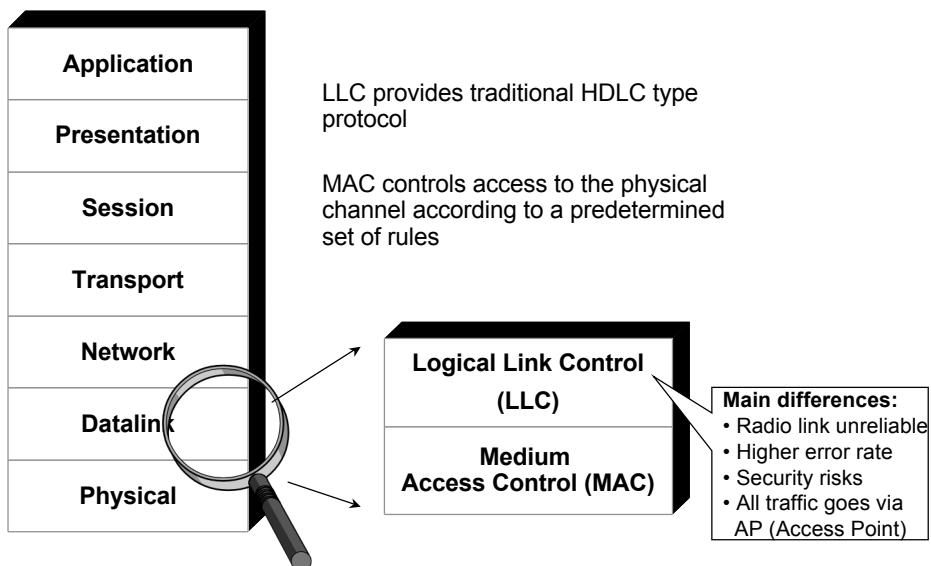 Application
Presentation
Session
Transport
Network
Datalink
Physical
LLC provides traditional HDLC type
protocol
MAC controls access to the physical
channel according to a predetermined
set of rules
Logical Link Control
(LLC)
Medium
Access Control (MAC)
Main differences:
• Radio link unreliable
• Higher error rate
• Security risks
• All traffic goes via
AP (Access Point)